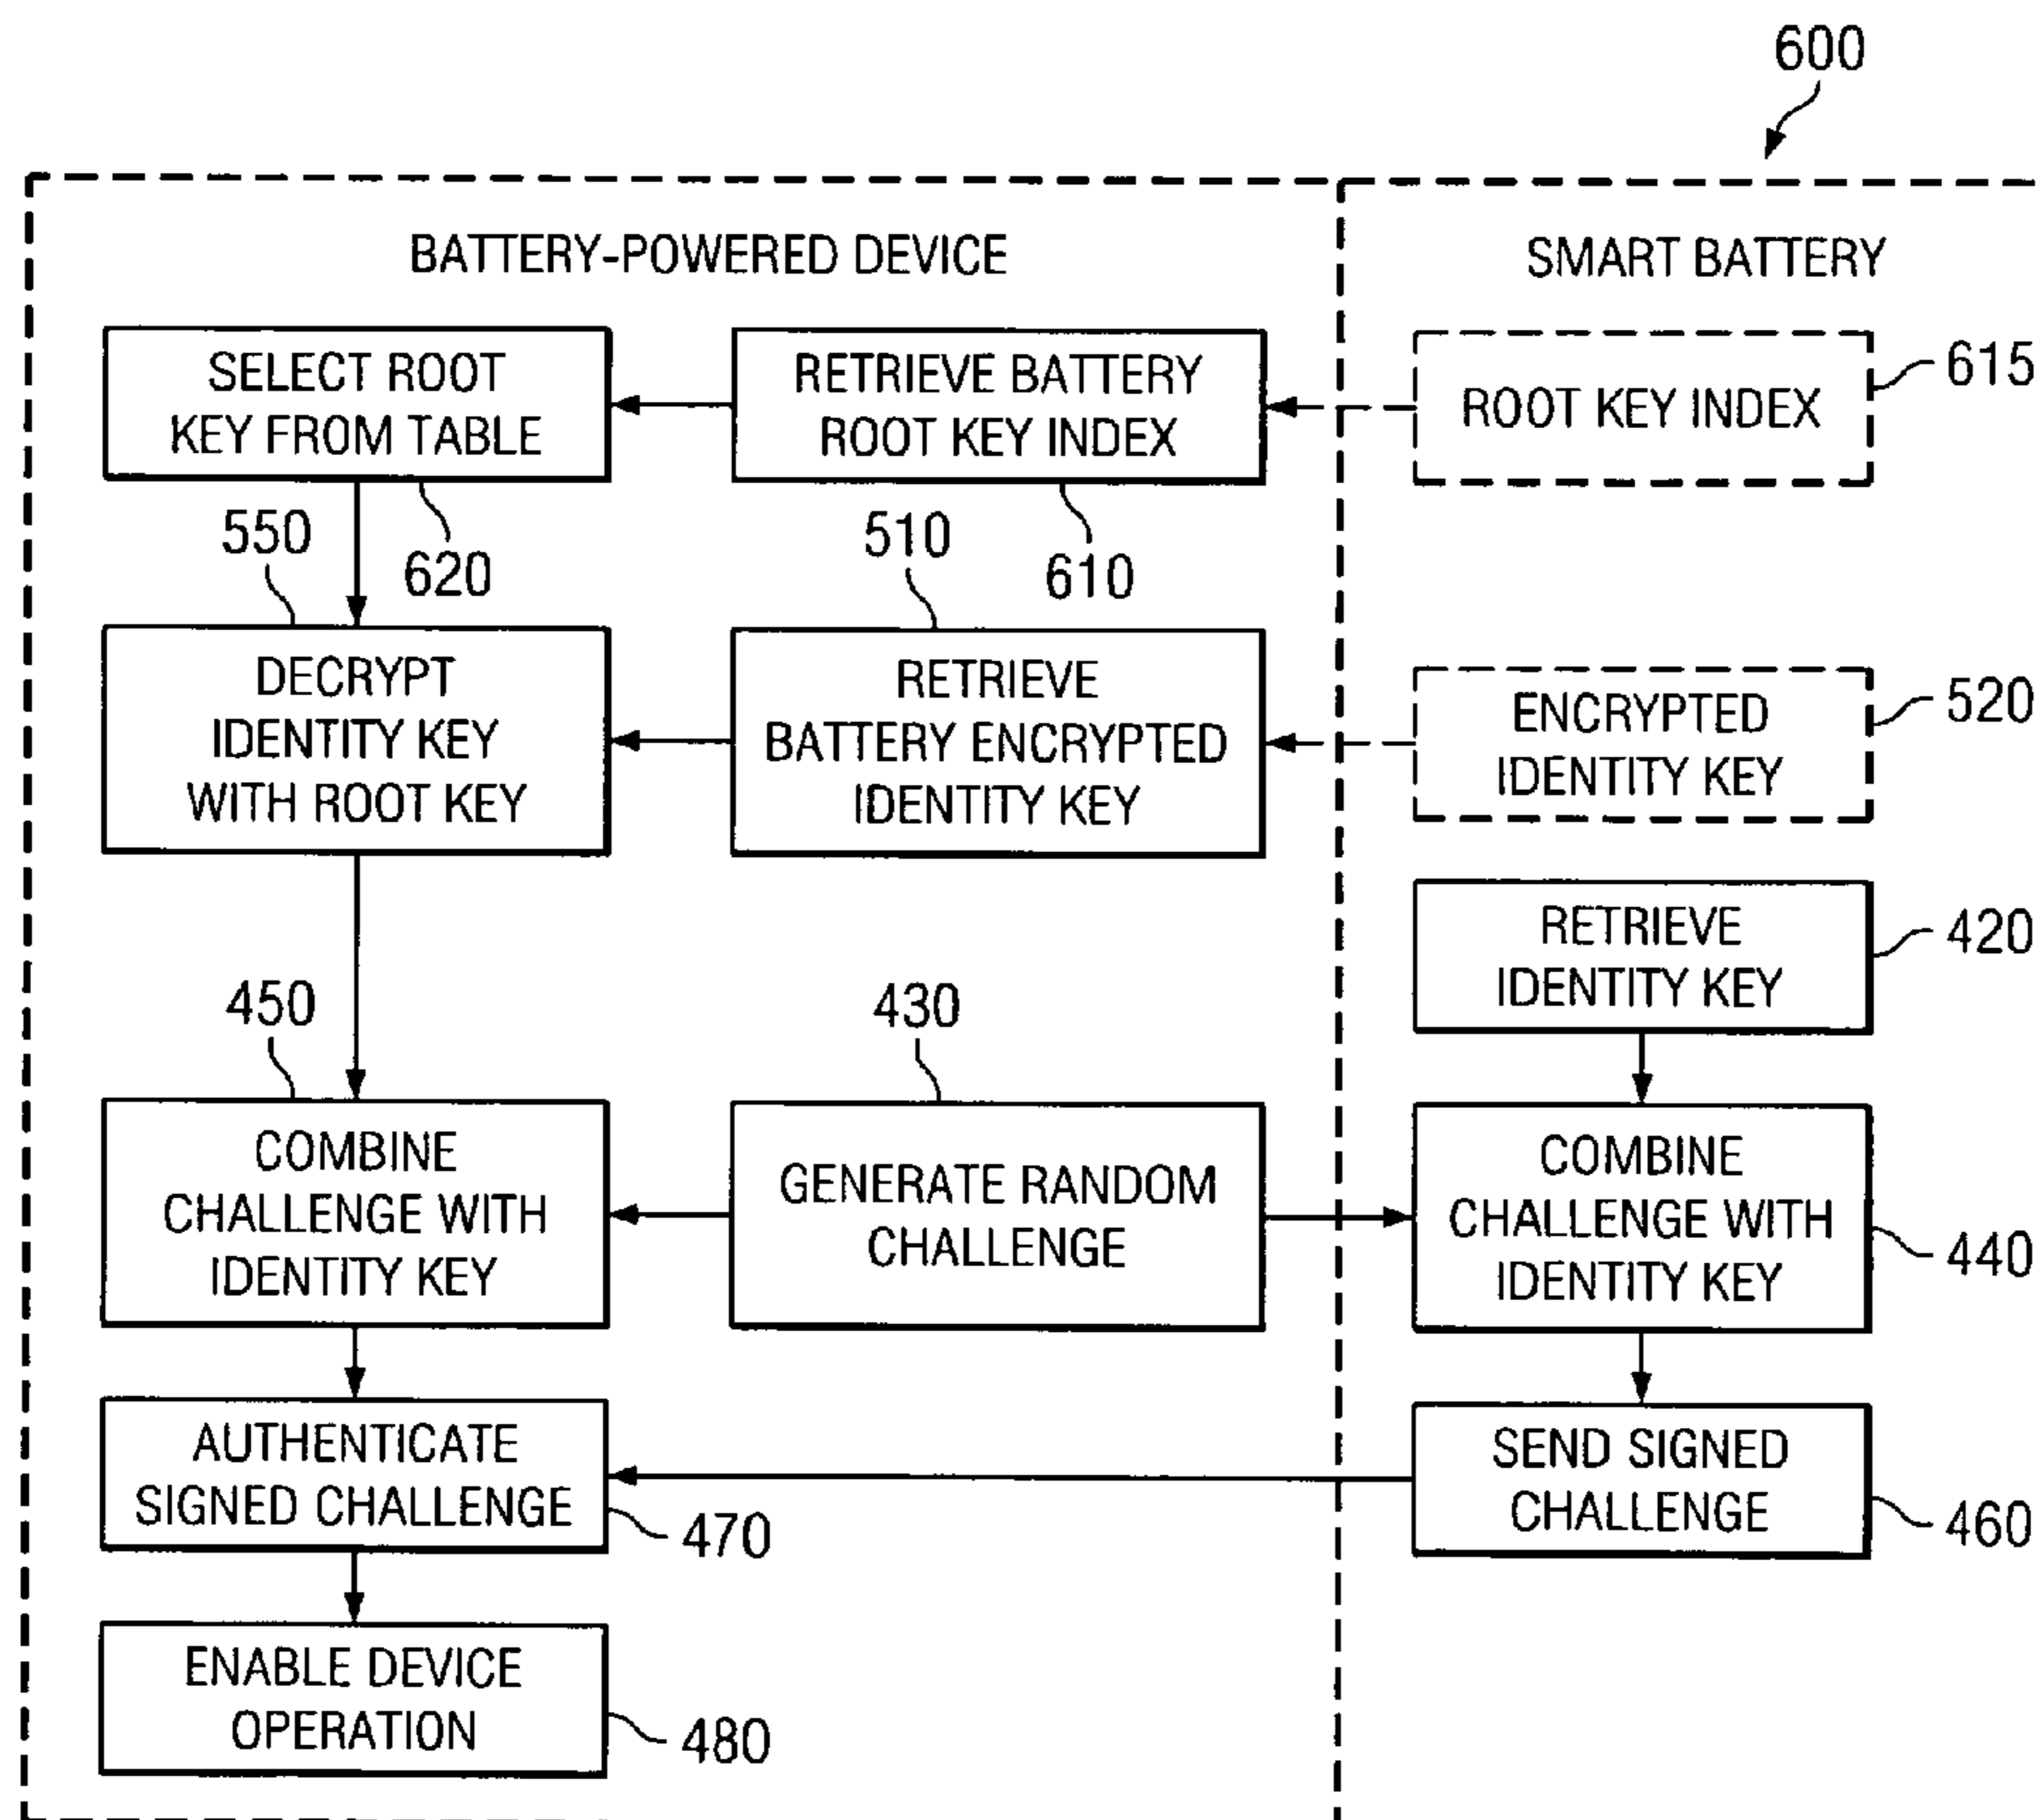 600
BATTERY-POWERED DEVICE
SMART BATTERY
SELECT ROOT
KEY FROM TABLE
RETRIEVE BATTERY
ROOT KEY INDEX
ROOT KEY INDEX
615
550
620
510
610
DECRYPT
IDENTITY KEY
WITH ROOT KEY
RETRIEVE
BATTERY ENCRYPTED
IDENTITY KEY
ENCRYPTED
IDENTITY KEY
520
RETRIEVE
IDENTITY KEY
420
450
430
COMBINE
CHALLENGE WITH
IDENTITY KEY
GENERATE RANDOM
CHALLENGE
COMBINE
CHALLENGE WITH
IDENTITY KEY
440
AUTHENTICATE
SIGNED CHALLENGE
470
SEND SIGNED
CHALLENGE
460
ENABLE DEVICE
OPERATION
480